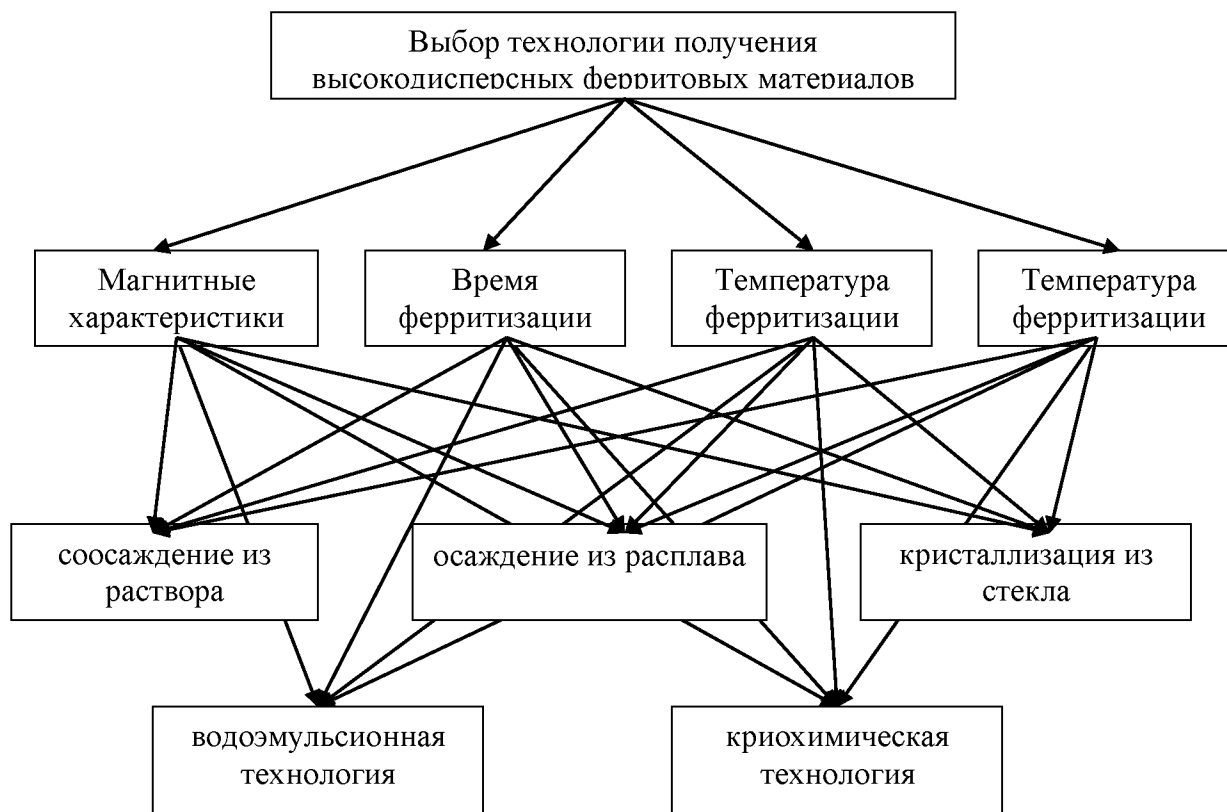 Выбор технологии получения
высокодисперсных ферритовых материалов
Магнитные
характеристики
Время
ферритизации
Температура
ферритизации
Температура
ферритизации
соосаждение из
раствора
осаждение из расплава
кристаллизация из
стекла
водоэмульсионная
технология
криохимическая
технология